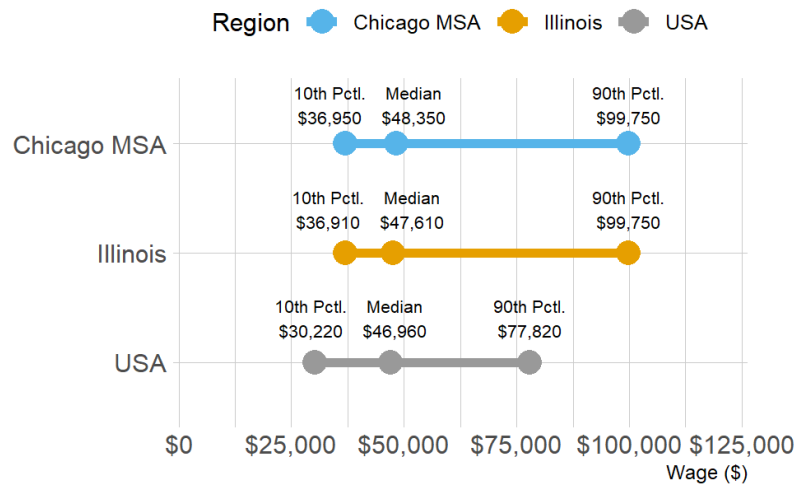 Region Chicago MSA Illinois USA
10th Pctl. Median 90th Pctl.
$36,950 $48,350 $99,750
Chicago MSA
10th Pctl. Median 90th Pctl.
$36,910 $47,610 $99,750
Illinois
10th Pctl. Median 90th Pctl.
$30,220 $46,960 $77,820
USA
$0 $25,000 $50,000 $75,000 $100,000 $125,000
Wage ($)